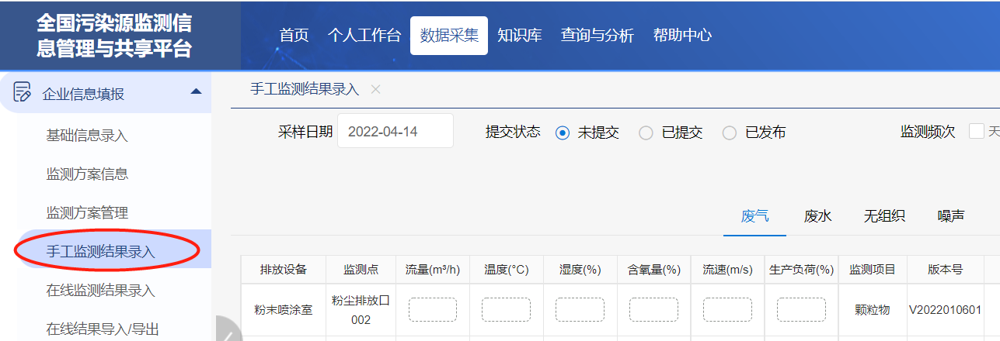 全国污染源监测信
息管理与共享平台
首页 个人工作台 数据采集 知识库 查询与分析 帮助中心
企业信息填报
基础信息录入
监测方案信息
监测方案管理
手工监测结果录入
在线监测结果录入
在线结果导入/导出
手工监测结果录入 ×
采样日期 2022-04-14 提交状态 未提交 已提交 已发布 监测频次 天
废气 废水 无组织 噪声
排放设备 监测点 流量(m³/h) 温度(°C) 湿度(%) 含氧量(%) 流速(m/s) 生产负荷(%) 监测项目 版本号
粉末喷涂室 粉尘排放口 颗粒物 V2022010601
002